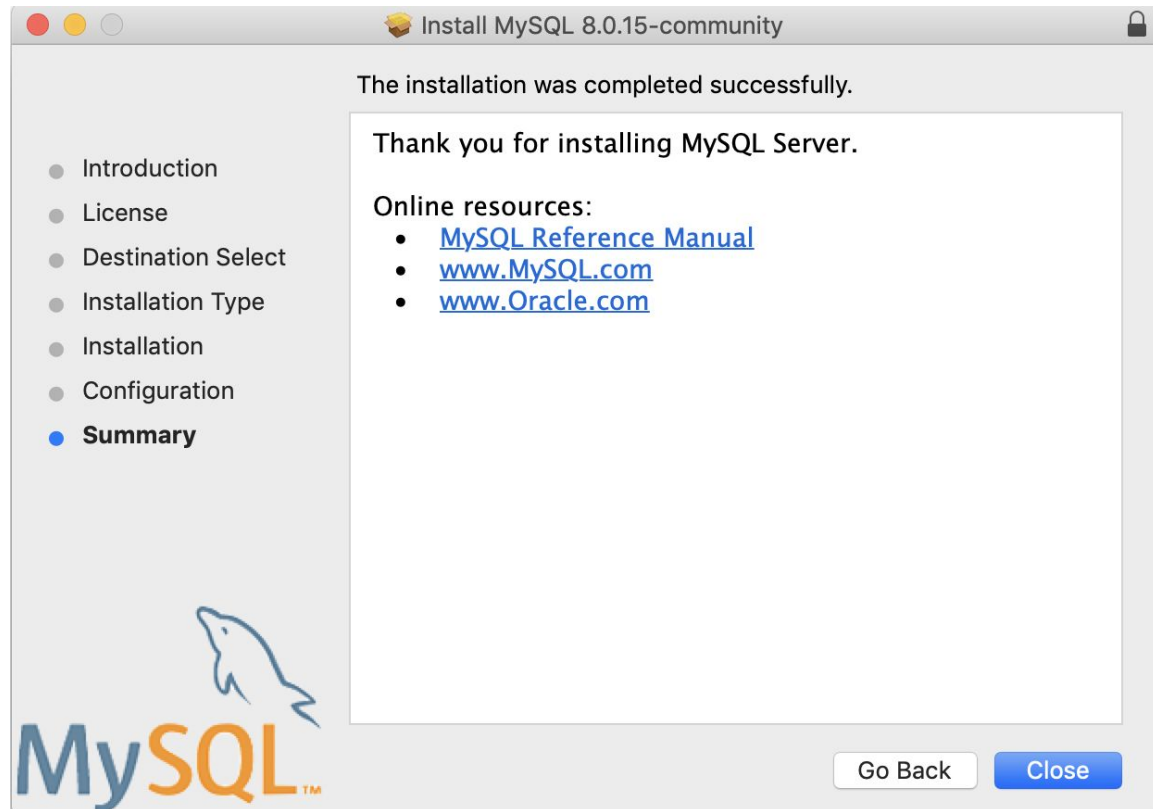 Install MySQL 8.0.15-community
The installation was completed successfully.
Introduction
License
Destination Select
Installation Type
Installation
Configuration
Summary
Thank you for installing MySQL Server.
Online resources:
• MySQL Reference Manual
• www.MySQL.com
• www.Oracle.com
MySQL™
Go Back
Close